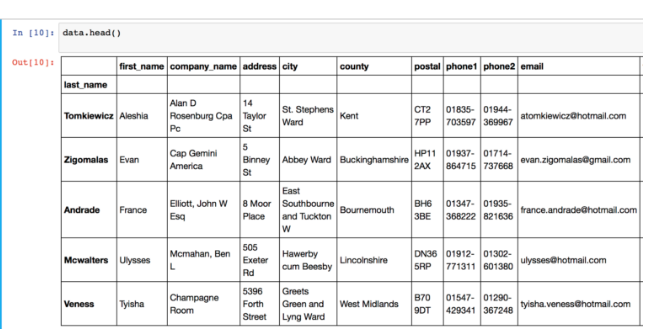 In [10]: data.head()
Out[10]:
first_name company_name address city county postal phone1 phone2 email
last_name
Tomkiewicz Aleshia Alan D Rosenburg Cpa Pc 14 Taylor St St. Stephens Ward Kent CT2 7PP 01835-703597 01944-369967 atomkiewicz@hotmail.com
Zigomalas Evan Cap Gemini America 5 Binney St Abbey Ward Buckinghamshire HP11 2AX 01937-864715 01714-737668 evan.zigomalas@gmail.com
Andrade France Elliott, John W Esq 8 Moor Place East Southbourne and Tuckton W Bournemouth BH6 3BE 01347-368222 01935-821636 france.andrade@hotmail.com
Mcwalters Ulysses Mcmahan, Ben L 505 Exeter Rd Hawerby cum Beesby Lincolnshire DN36 5RP 01912-771311 01302-601380 ulysses@hotmail.com
Veness Tyisha Champagne Room 5396 Forth Street Greets Green and Lyng Ward West Midlands B70 9DT 01547-429341 01290-367248 tyisha.veness@hotmail.com